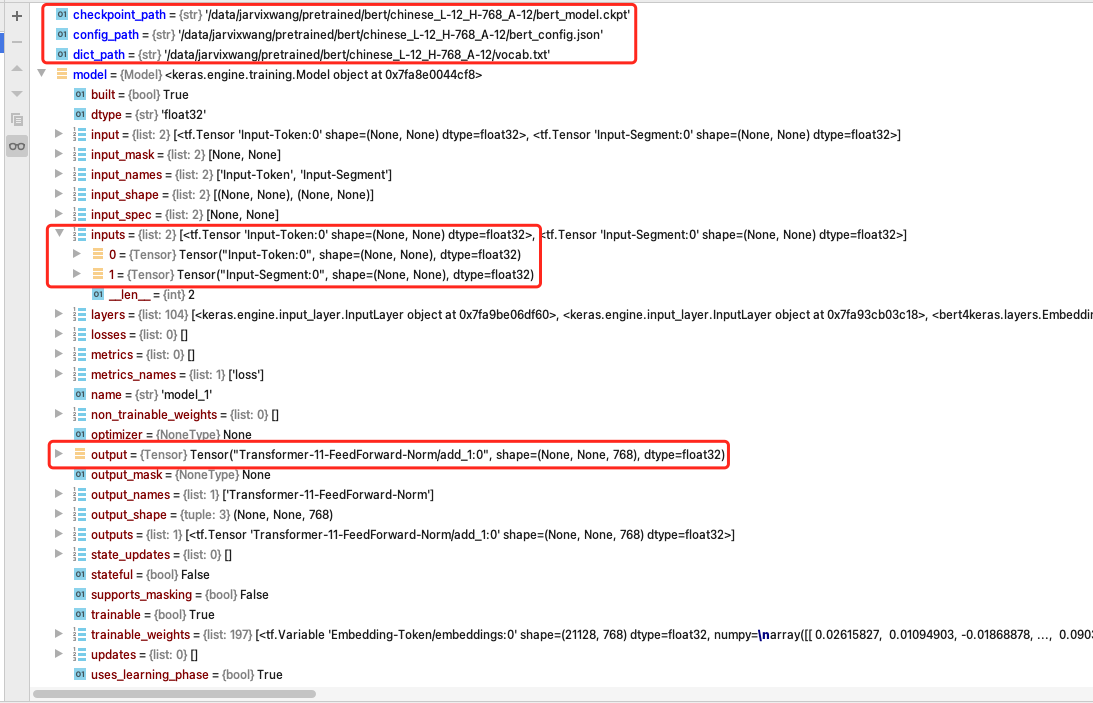 checkpoint_path = {str} '/data/jarvixwang/pretrained/bert/chinese_L-12_H-768_A-12/bert_model.ckpt'
config_path = {str} '/data/jarvixwang/pretrained/bert/chinese_L-12_H-768_A-12/bert_config.json'
dict_path = {str} '/data/jarvixwang/pretrained/bert/chinese_L-12_H-768_A-12/vocab.txt'
model = {Model} <keras.engine.training.Model object at 0x7fa8e0044cf8>
built = {bool} True
dtype = {str} 'float32'
input = {list: 2} [<tf.Tensor 'Input-Token:0' shape=(None, None) dtype=float32>, <tf.Tensor 'Input-Segment:0' shape=(None, None) dtype=float32>]
input_mask = {list: 2} [None, None]
input_names = {list: 2} ['Input-Token', 'Input-Segment']
input_shape = {list: 2} [(None, None), (None, None)]
input_spec = {list: 2} [None, None]
inputs = {list: 2} [<tf.Tensor 'Input-Token:0' shape=(None, None) dtype=float32>, <tf.Tensor 'Input-Segment:0' shape=(None, None) dtype=float32>]
0 = {Tensor} Tensor("Input-Token:0", shape=(None, None), dtype=float32)
1 = {Tensor} Tensor("Input-Segment:0", shape=(None, None), dtype=float32)
__len__ = {int} 2
layers = {list: 104} [<keras.engine.input_layer.InputLayer object at 0x7fa9be06df60>, <keras.engine.input_layer.InputLayer object at 0x7fa93cb03c18>, <bert4keras.layers.Embeddin
losses = {list: 0} []
metrics = {list: 0} []
metrics_names = {list: 1} ['loss']
name = {str} 'model_1'
non_trainable_weights = {list: 0} []
optimizer = {NoneType} None
output = {Tensor} Tensor("Transformer-11-FeedForward-Norm/add_1:0", shape=(None, None, 768), dtype=float32)
output_mask = {NoneType} None
output_names = {list: 1} ['Transformer-11-FeedForward-Norm']
output_shape = {tuple: 3} (None, None, 768)
outputs = {list: 1} [<tf.Tensor 'Transformer-11-FeedForward-Norm/add_1:0' shape=(None, None, 768) dtype=float32>]
state_updates = {list: 0} []
stateful = {bool} False
supports_masking = {bool} False
trainable = {bool} True
trainable_weights = {list: 197} [<tf.Variable 'Embedding-Token/embeddings:0' shape=(21128, 768) dtype=float32, numpy=\narray([[ 0.02615827,  0.01094903, -0.01868878, ...,  0.090
updates = {list: 0} []
uses_learning_phase = {bool} True